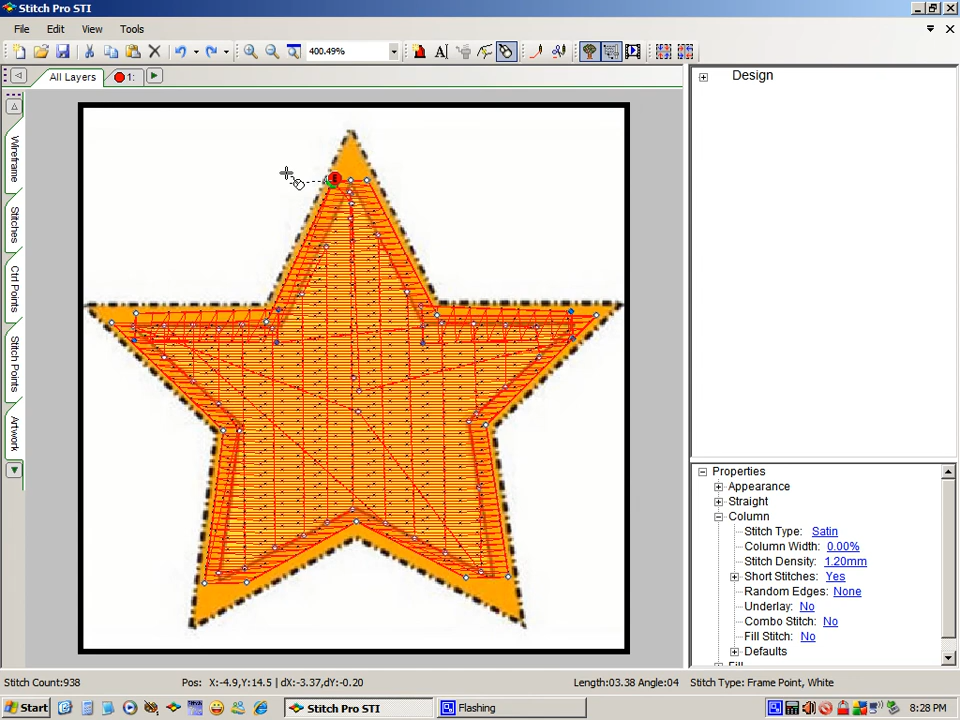 Stitch Pro STI
File Edit View Tools
400.49%
All Layers 1:
Design
Wireframe
Stitches
Ctrl Points
Stitch Points
Artwork
Properties
Appearance
Straight
Column
Stitch Type: Satin
Column Width: 0.00%
Stitch Density: 1.20mm
Short Stitches: Yes
Random Edges: None
Underlay: No
Combo Stitch: No
Fill Stitch: No
Defaults
Stitch Count:938 Pos: X:-4.9,Y:14.5 | dX:-3.37,dY:-0.20 Length:03.38 Angle:04 Stitch Type: Frame Point, White
Start Stitch Pro STI Flashing 8:28 PM